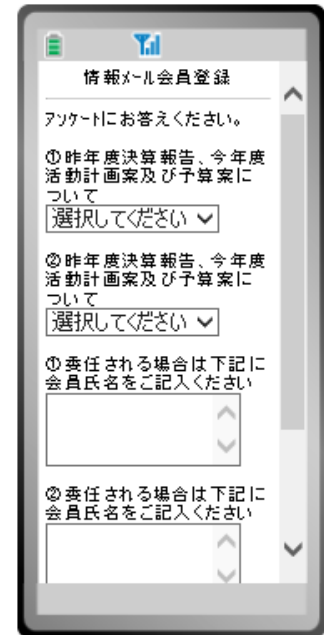 情報ﾒｰﾙ会員登録
ｱﾝｹｰﾄにお答えください。
①昨年度決算報告、今年度
活動計画案及び予算案に
ついて
選択してください
②昨年度決算報告、今年度
活動計画案及び予算案に
ついて
選択してください
①委任される場合は下記に
会員氏名をご記入ください
②委任される場合は下記に
会員氏名をご記入ください